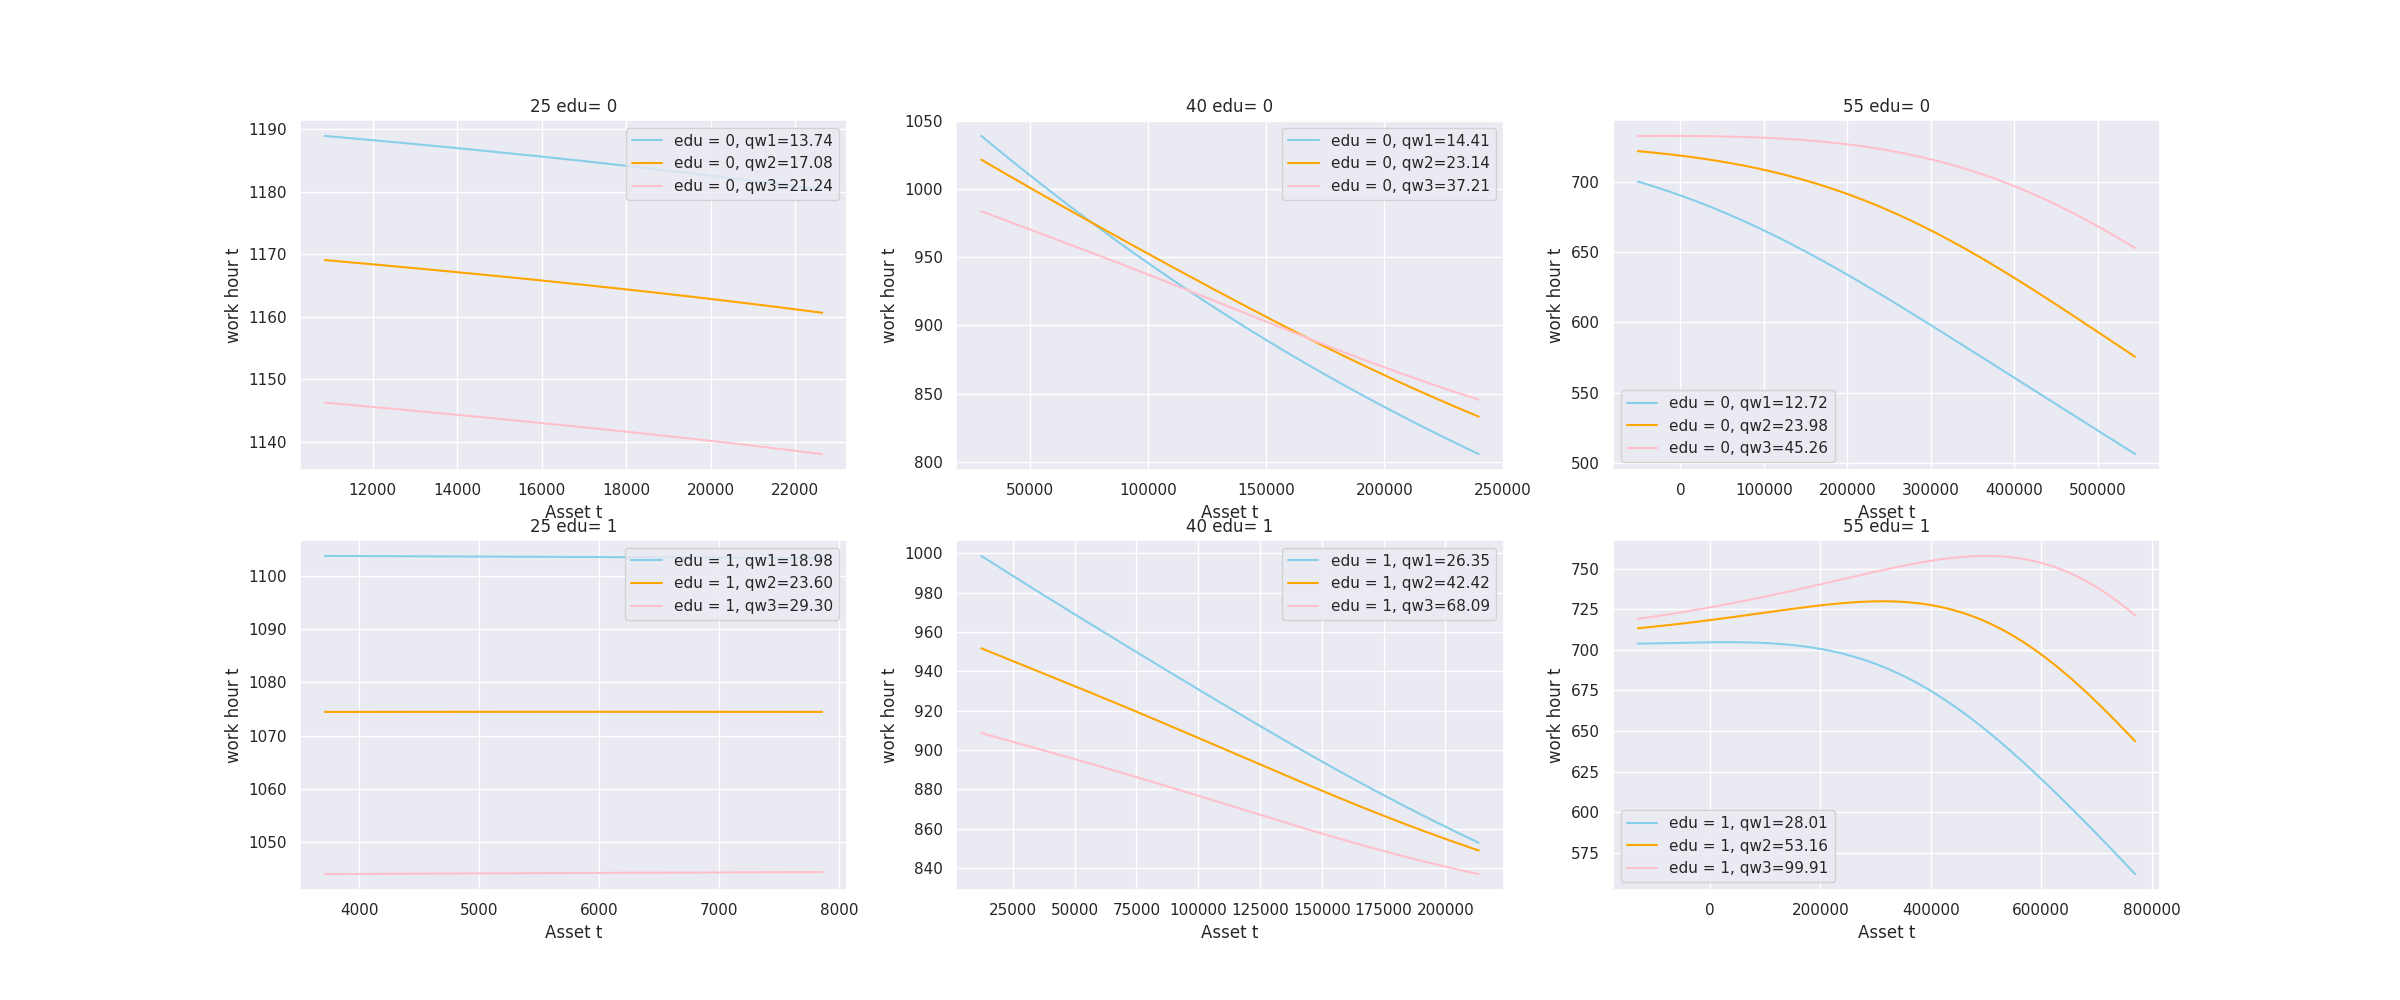 25 edu= 0
1190
1180
1170
1160
1150
1140
work hour t
edu = 0, qw1=13.74
edu = 0, qw2=17.08
edu = 0, qw3=21.24
12000 14000 16000 18000 20000 22000
Asset t
40 edu= 0
1050
1000
950
900
850
800
work hour t
edu = 0, qw1=14.41
edu = 0, qw2=23.14
edu = 0, qw3=37.21
50000 100000 150000 200000 250000
Asset t
55 edu= 0
700
650
600
550
500
work hour t
edu = 0, qw1=12.72
edu = 0, qw2=23.98
edu = 0, qw3=45.26
0 100000 200000 300000 400000 500000
Asset t
25 edu= 1
1100
1090
1080
1070
1060
1050
work hour t
edu = 1, qw1=18.98
edu = 1, qw2=23.60
edu = 1, qw3=29.30
4000 5000 6000 7000 8000
Asset t
40 edu= 1
1000
980
960
940
920
900
880
860
840
work hour t
edu = 1, qw1=26.35
edu = 1, qw2=42.42
edu = 1, qw3=68.09
25000 50000 75000 100000 125000 150000 175000 200000
Asset t
55 edu= 1
750
725
700
675
650
625
600
575
work hour t
edu = 1, qw1=28.01
edu = 1, qw2=53.16
edu = 1, qw3=99.91
0 200000 400000 600000 800000
Asset t